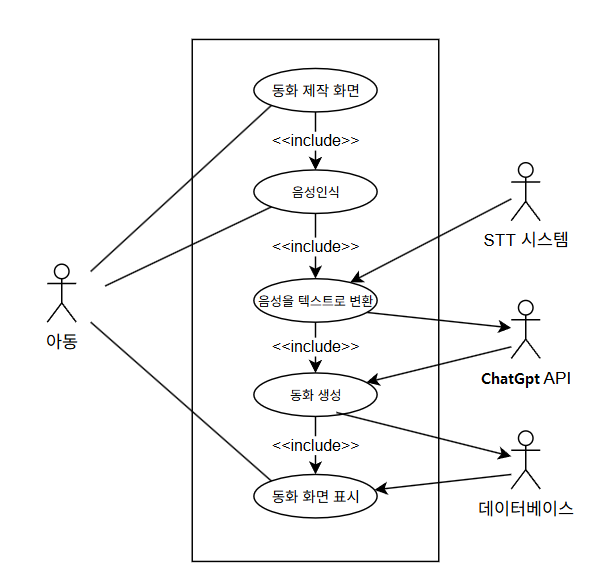 동화 제작 화면
<<include>>
음성인식
<<include>>
STT 시스템
음성을 텍스트로 변환
아동
<<include>>
ChatGpt API
동화 생성
<<include>>
동화 화면 표시
데이터베이스